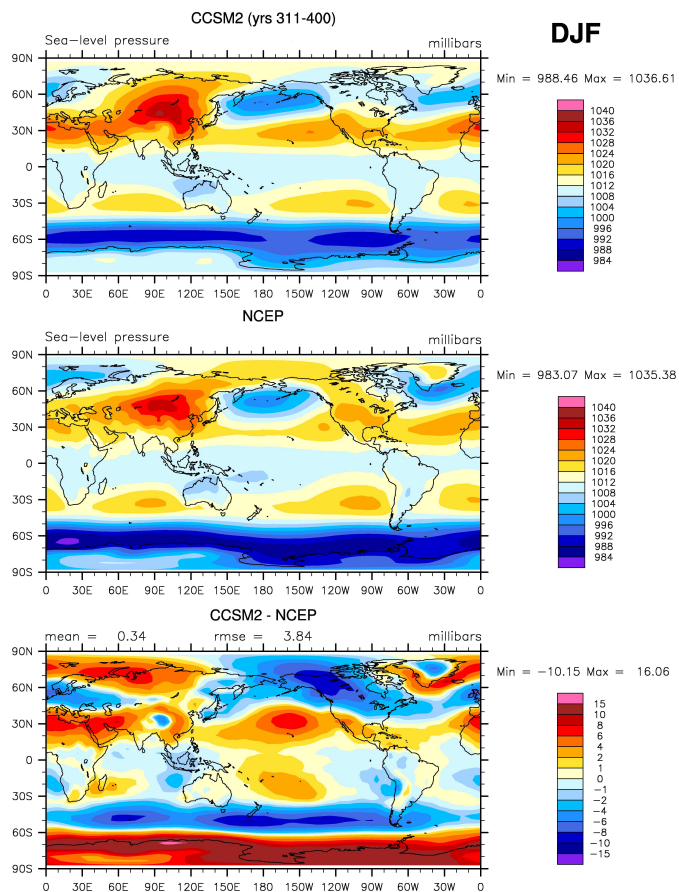 CCSM2 (yrs 311-400)
DJF
Sea-level pressure millibars
Min = 988.46 Max = 1036.61
90N
60N
30N
0
30S
60S
90S
0 30E 60E 90E 120E 150E 180 150W 120W 90W 60W 30W 0
1040
1036
1032
1028
1024
1020
1016
1012
1008
1004
1000
996
992
988
984
NCEP
Sea-level pressure millibars
Min = 983.07 Max = 1035.38
90N
60N
30N
0
30S
60S
90S
0 30E 60E 90E 120E 150E 180 150W 120W 90W 60W 30W 0
1040
1036
1032
1028
1024
1020
1016
1012
1008
1004
1000
996
992
988
984
CCSM2 - NCEP
mean = 0.34 rmse = 3.84 millibars
Min = -10.15 Max = 16.06
90N
60N
30N
0
30S
60S
90S
0 30E 60E 90E 120E 150E 180 150W 120W 90W 60W 30W 0
15
10
8
6
4
2
1
0
-1
-2
-4
-6
-8
-10
-15